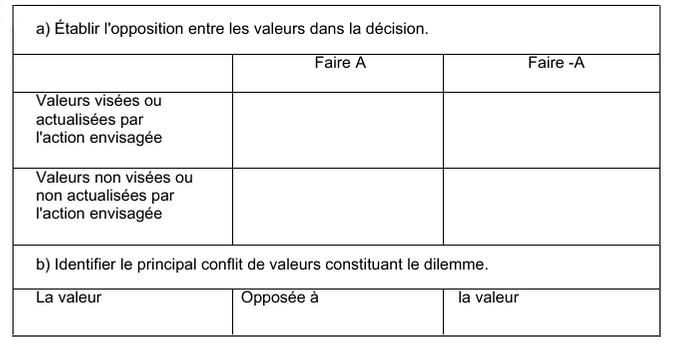 a) Établir l'opposition entre les valeurs dans la décision.
Faire A
Faire -A
Valeurs visées ou
actualisées par
l'action envisagée
Valeurs non visées ou
non actualisées par
l'action envisagée
b) Identifier le principal conflit de valeurs constituant le dilemme.
La valeur
Opposée à
la valeur